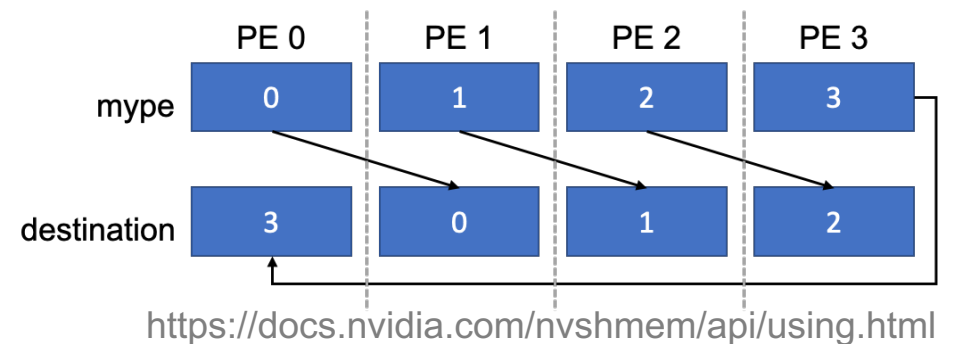 PE 0 PE 1 PE 2 PE 3
mype 0 1 2 3
destination 3 0 1 2
https://docs.nvidia.com/nvshmem/api/using.html